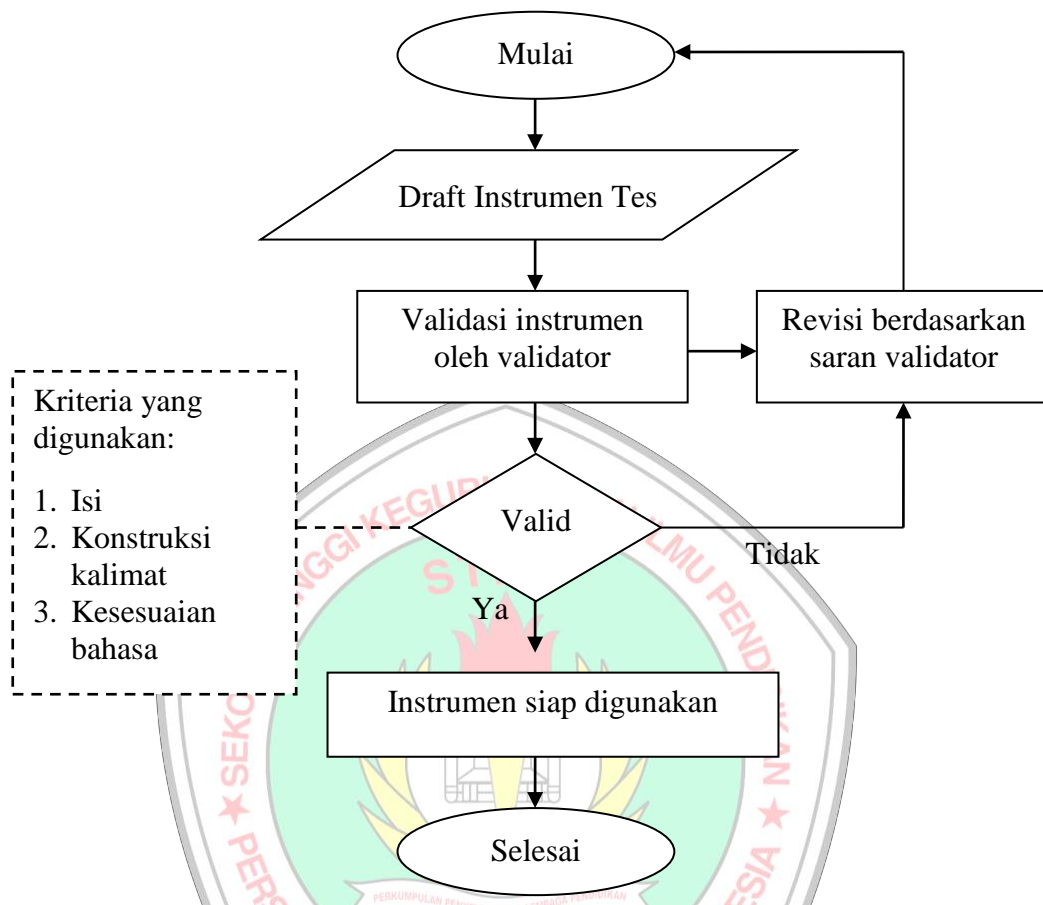 Mulai
Draft Instrumen Tes
Validasi instrumen
oleh validator
Revisi berdasarkan
saran validator
Kriteria yang
digunakan:
1. Isi
2. Konstruksi
kalimat
3. Kesesuaian
bahasa
Valid
Tidak
Ya
Instrumen siap digunakan
Selesai